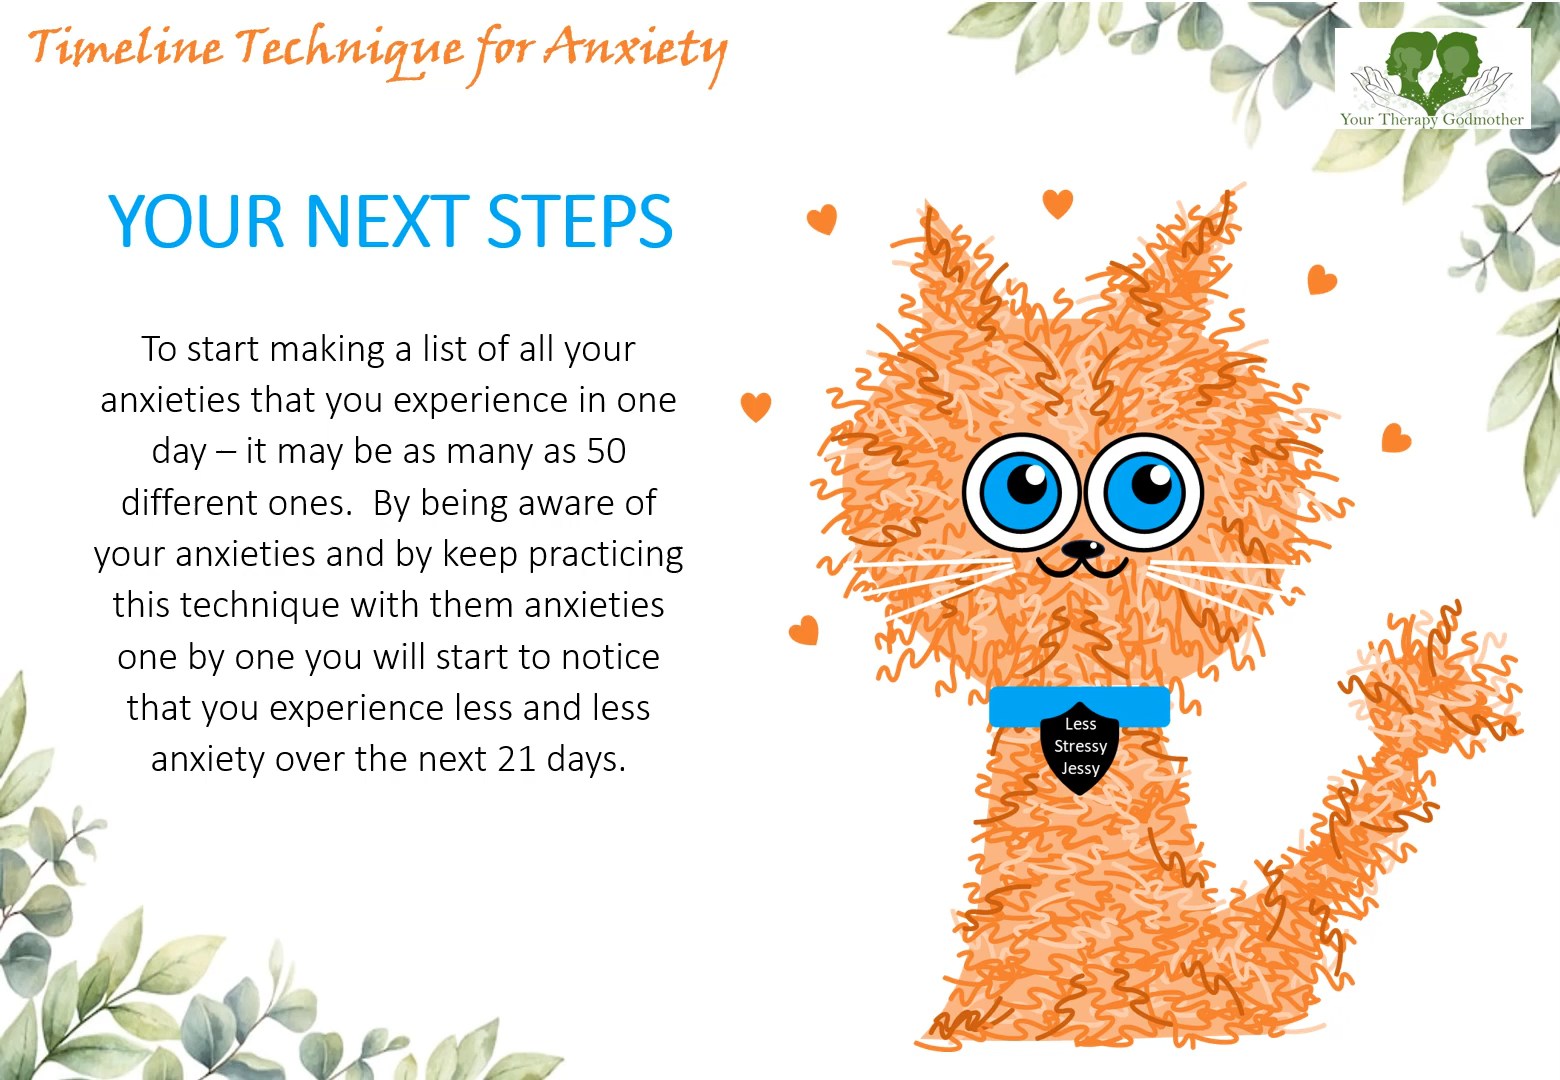 Timeline Technique for Anxiety
Your Therapy Godmother
YOUR NEXT STEPS
To start making a list of all your
anxieties that you experience in one
day – it may be as many as 50
different ones.  By being aware of
your anxieties and by keep practicing
this technique with them anxieties
one by one you will start to notice
that you experience less and less
anxiety over the next 21 days.
Less
Stressy
Jessy